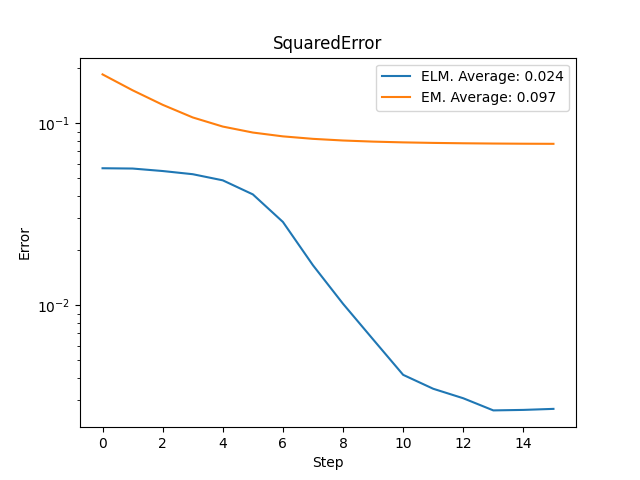 SquaredError
ELM. Average: 0.024
EM. Average: 0.097
10⁻¹
10⁻²
Error
0 2 4 6 8 10 12 14
Step